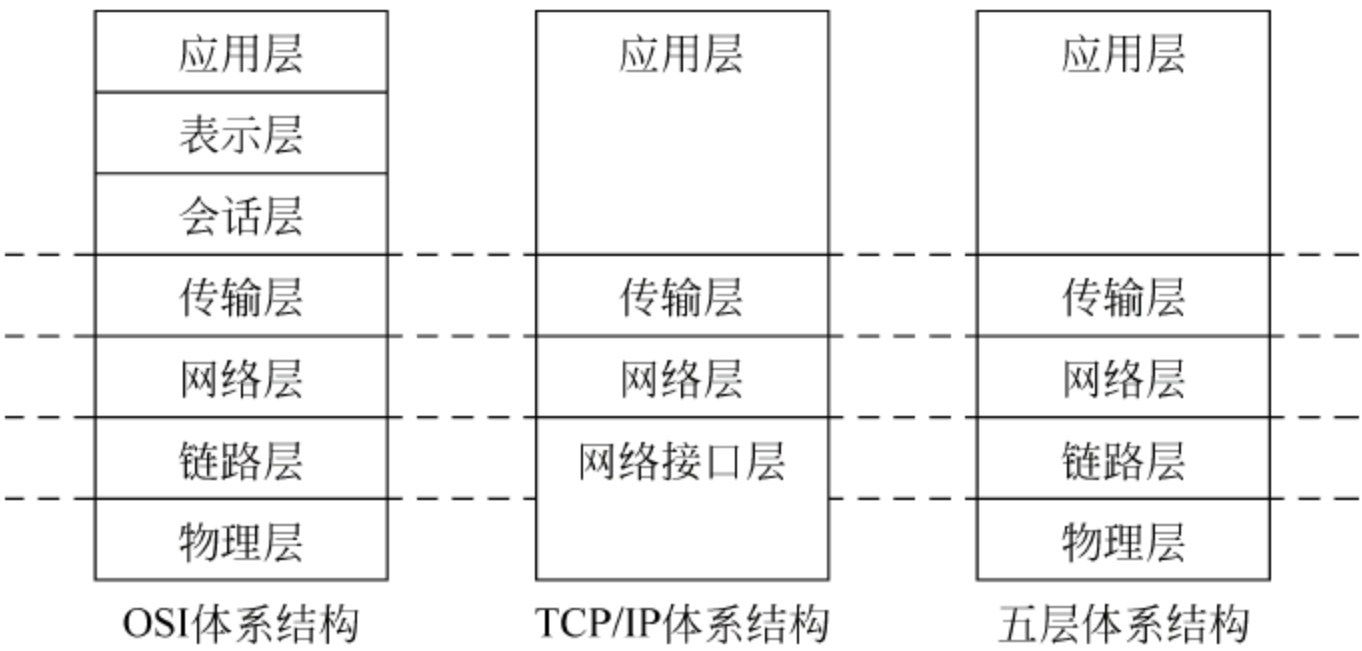 应用层
表示层
会话层
传输层
网络层
链路层
物理层
OSI体系结构
应用层
传输层
网络层
网络接口层
TCP/IP体系结构
应用层
传输层
网络层
链路层
物理层
五层体系结构